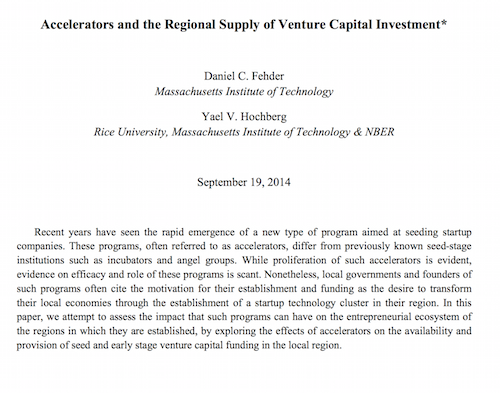 Accelerators and the Regional Supply of Venture Capital Investment*
Daniel C. Fehder
Massachusetts Institute of Technology
Yael V. Hochberg
Rice University, Massachusetts Institute of Technology & NBER
September 19, 2014
Recent years have seen the rapid emergence of a new type of program aimed at seeding startup
companies. These programs, often referred to as accelerators, differ from previously known seed-stage
institutions such as incubators and angel groups. While proliferation of such accelerators is evident,
evidence on efficacy and role of these programs is scant. Nonetheless, local governments and founders of
such programs often cite the motivation for their establishment and funding as the desire to transform
their local economies through the establishment of a startup technology cluster in their region. In this
paper, we attempt to assess the impact that such programs can have on the entrepreneurial ecosystem of
the regions in which they are established, by exploring the effects of accelerators on the availability and
provision of seed and early stage venture capital funding in the local region.